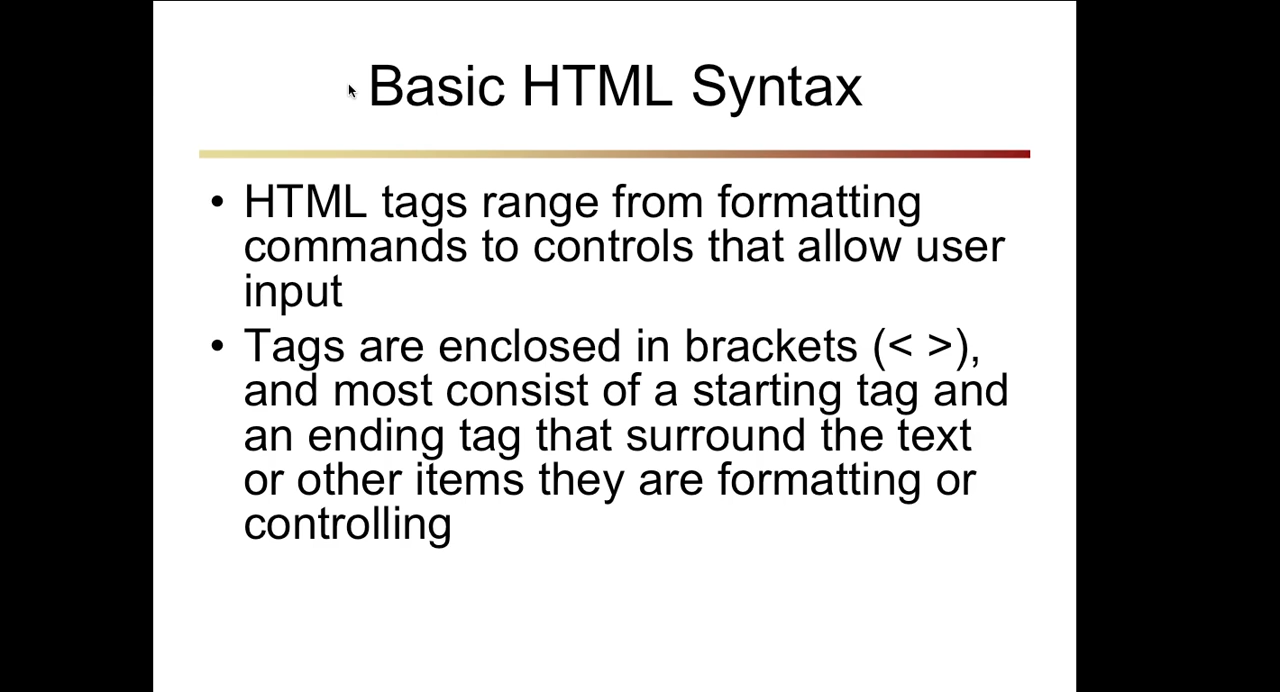 Basic HTML Syntax
• HTML tags range from formatting
commands to controls that allow user
input
• Tags are enclosed in brackets (< >),
and most consist of a starting tag and
an ending tag that surround the text
or other items they are formatting or
controlling